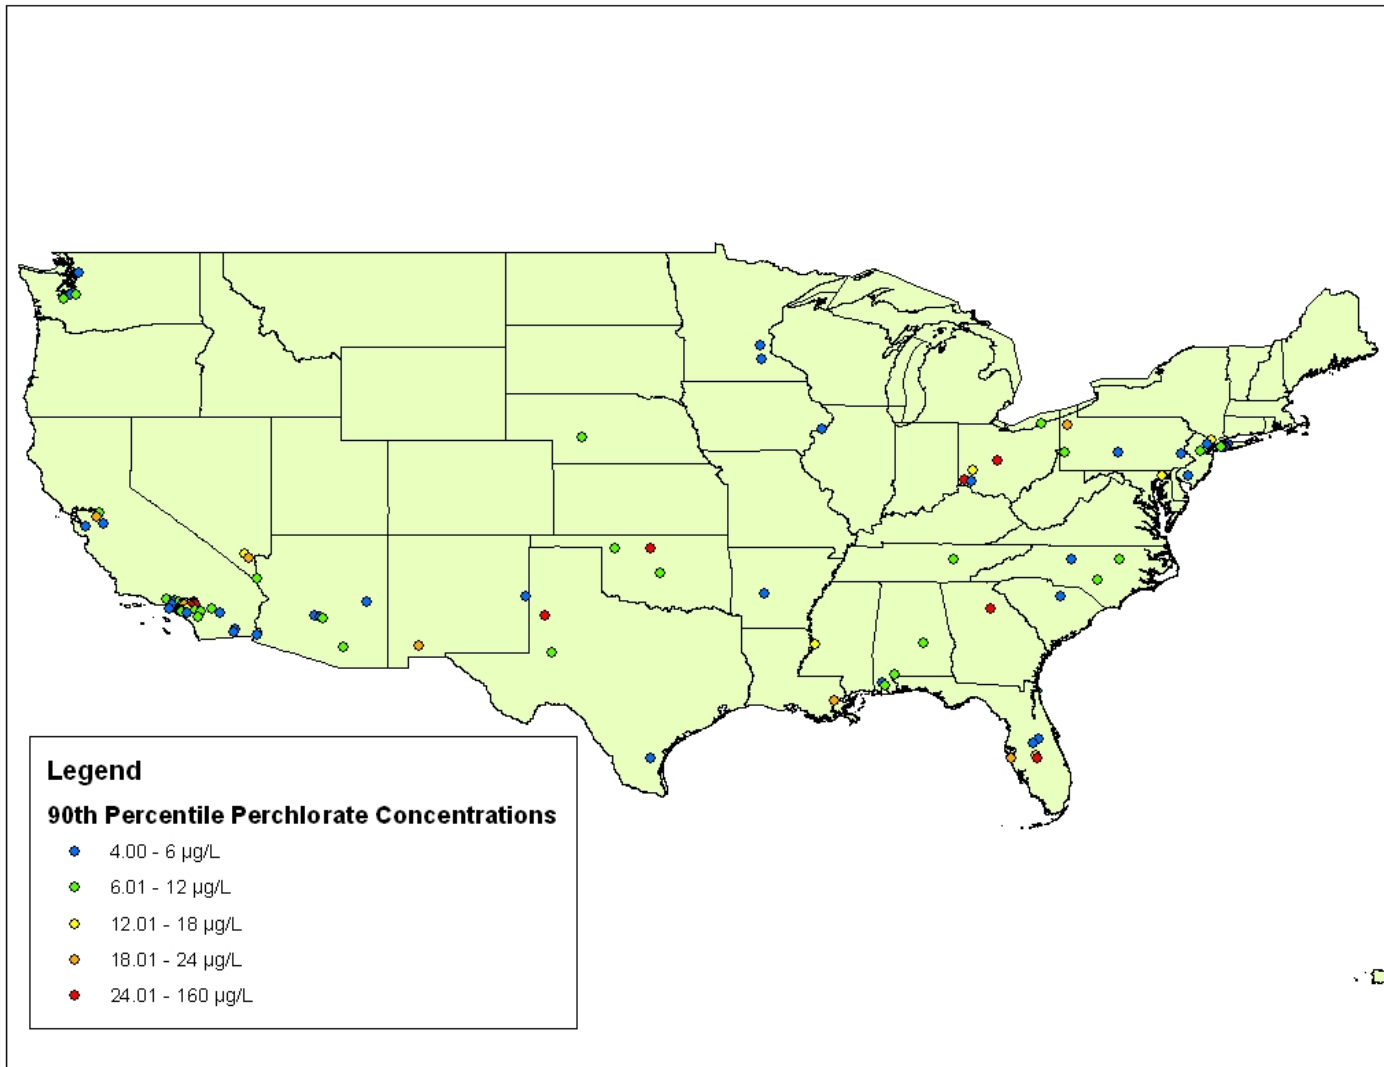 Legend
90th Percentile Perchlorate Concentrations
4.00 - 6 µg/L
6.01 - 12 µg/L
12.01 - 18 µg/L
18.01 - 24 µg/L
24.01 - 160 µg/L